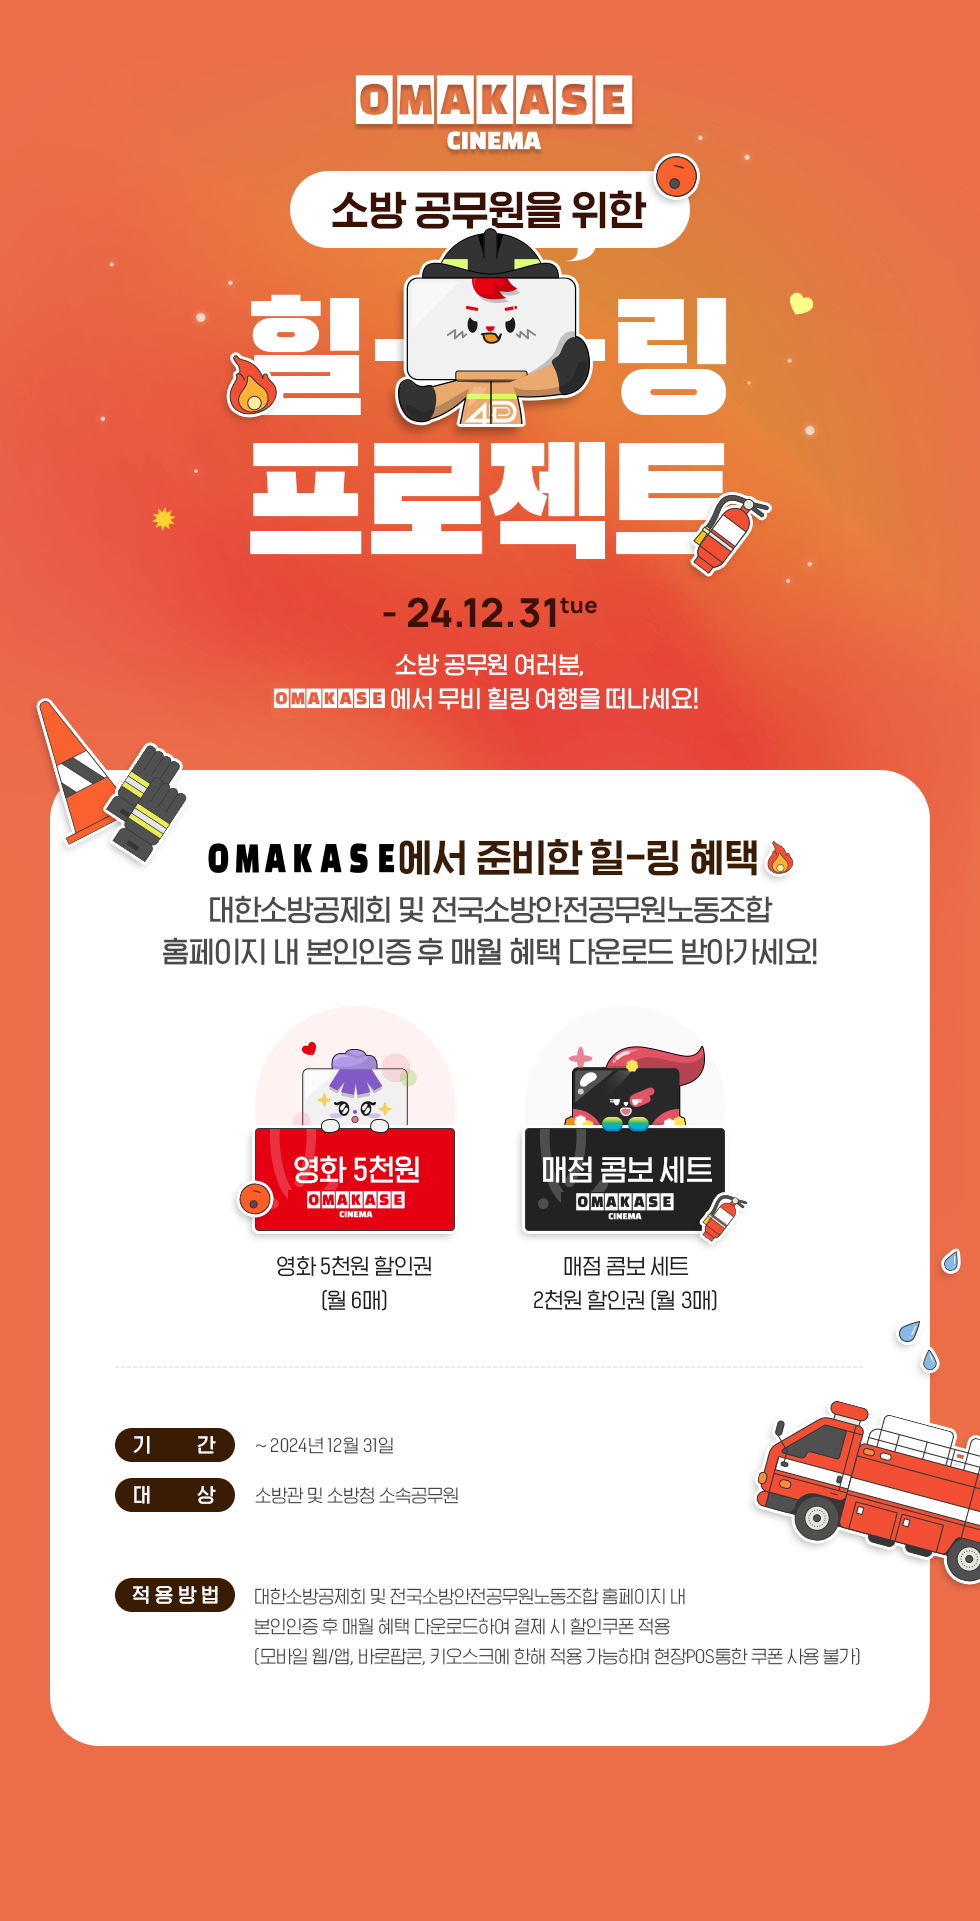 OMAKASE
CINEMA
소방 공무원을 위한
힐-링
4D
프로젝트
- 24.12.31tue
소방 공무원 여러분,
OMAKASE 에서 무비 힐링 여행을 떠나세요!
OMAKASE에서 준비한 힐-링 혜택
대한소방공제회 및 전국소방안전공무원노동조합
홈페이지 내 본인인증 후 매월 혜택 다운로드 받아가세요!
영화 5천원
OMAKASE
CINEMA
영화 5천원 할인권
(월 6매)
매점 콤보 세트
OMAKASE
CINEMA
매점 콤보 세트
2천원 할인권 (월 3매)
기 간 ~ 2024년 12월 31일
대 상 소방관 및 소방청 소속공무원
적용방법 대한소방공제회 및 전국소방안전공무원노동조합 홈페이지 내
본인인증 후 매월 혜택 다운로드하여 결제 시 할인쿠폰 적용
(모바일 웹/앱, 바로팝콘, 키오스크에 한해 적용 가능하며 현장POS통한 쿠폰 사용 불가)